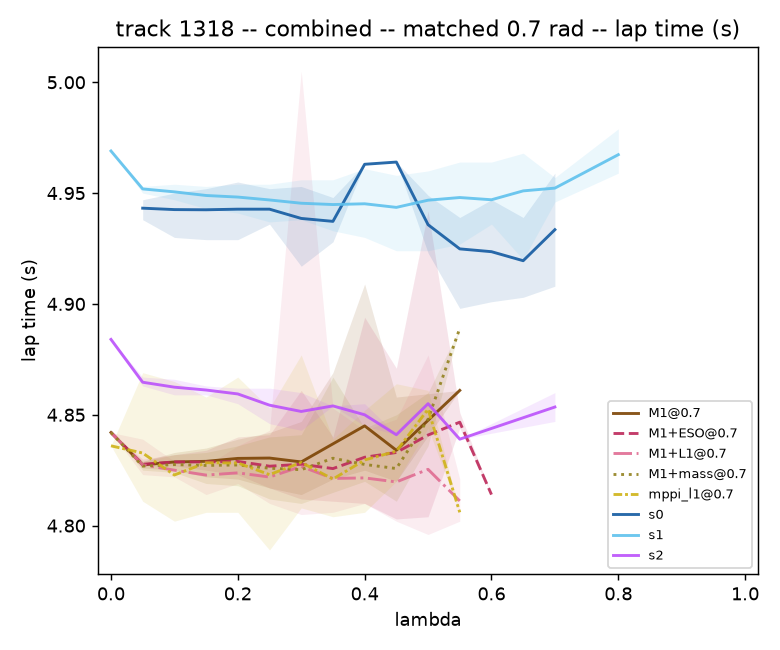 track 1318 -- combined -- matched 0.7 rad -- lap time (s)
5.00
4.95
4.90
4.85
4.80
lap time (s)
0.0
0.2
0.4
0.6
0.8
1.0
lambda
M1@0.7
M1+ESO@0.7
M1+L1@0.7
M1+mass@0.7
mppi_l1@0.7
s0
s1
s2